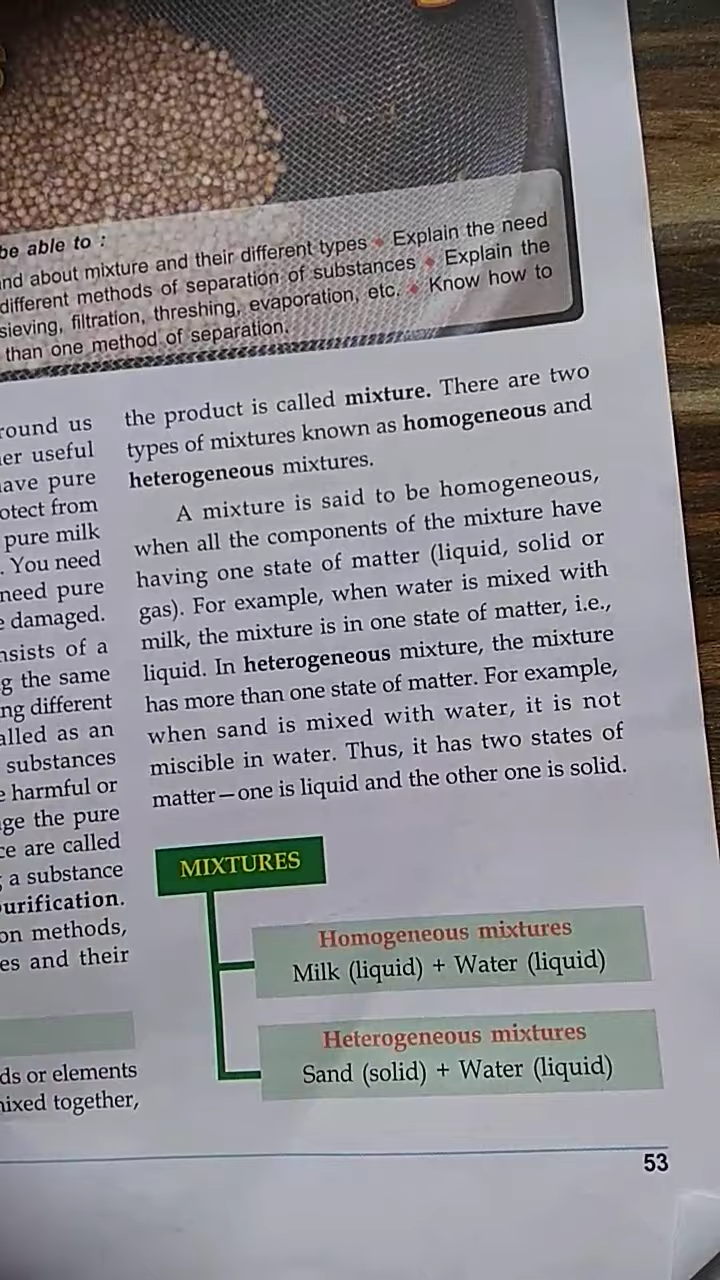 be able to :
nd about mixture and their different types Explain the need
different methods of separation of substances Explain the
sieving, filtration, threshing, evaporation, etc. Know how to
than one method of separation.
round us
er useful
ave pure
otect from
pure milk
. You need
need pure
e damaged.
nsists of a
g the same
ng different
alled as an
substances
e harmful or
ge the pure
ce are called
a substance
urification.
on methods,
es and their
ds or elements
ixed together,
the product is called mixture. There are two
types of mixtures known as homogeneous and
heterogeneous mixtures.
A mixture is said to be homogeneous,
when all the components of the mixture have
having one state of matter (liquid, solid or
gas). For example, when water is mixed with
milk, the mixture is in one state of matter, i.e.,
liquid. In heterogeneous mixture, the mixture
has more than one state of matter. For example,
when sand is mixed with water, it is not
miscible in water. Thus, it has two states of
matter—one is liquid and the other one is solid.
MIXTURES
Homogeneous mixtures
Milk (liquid) + Water (liquid)
Heterogeneous mixtures
Sand (solid) + Water (liquid)
53